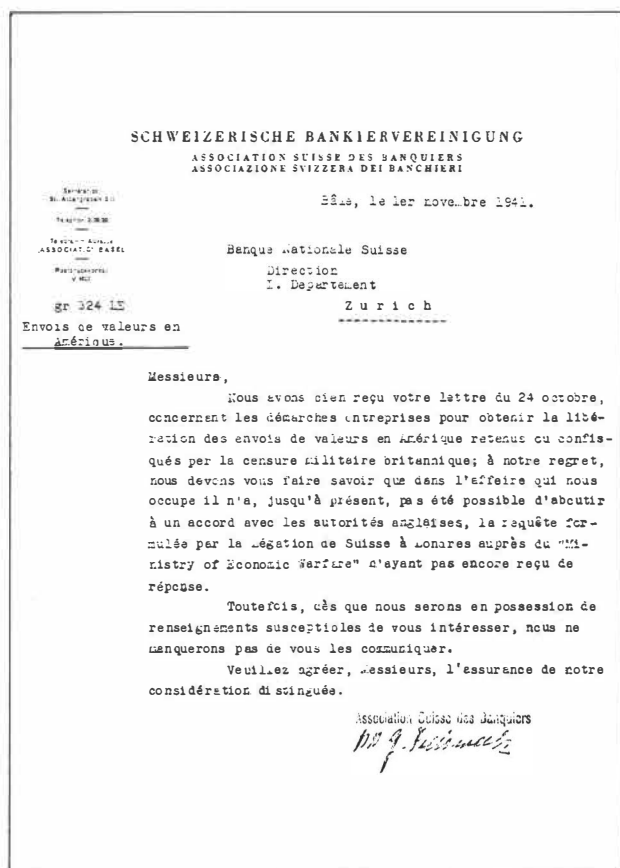 SCHWEIZERISCHE BANKIERVEREINIGUNG
ASSOCIATION SUISSE DES BANQUIERS
ASSOCIAZIONE SVIZZERA DEI BANCHIERI
Bâle, le 1er novembre 1941.
ASSOCIAT BASEL
Banque Nationale Suisse
Direction
I. Departement
Zurich
gr 324 LE
Envois de valeurs en
Amérique.
Messieurs,
Nous avons bien reçu votre lettre du 24 octobre,
concernant les démarches entreprises pour obtenir la libé-
ration des envois de valeurs en Amérique retenus ou confis-
qués par la censure militaire britannique; à notre regret,
nous devons vous faire savoir que dans l'affaire qui nous
occupe il n'a, jusqu'à présent, pas été possible d'aboutir
à un accord avec les autorités anglaises, la requête for-
mulée par la Légation de Suisse à Londres auprès du "Mi-
nistry of Economic Warfare" n'ayant pas encore reçu de
réponse.
Toutefois, dès que nous serons en possession de
renseignements susceptibles de vous intéresser, nous ne
manquerons pas de vous les communiquer.
Veuillez agréer, Messieurs, l'assurance de notre
considération distinguée.
Association Suisse des Banquiers